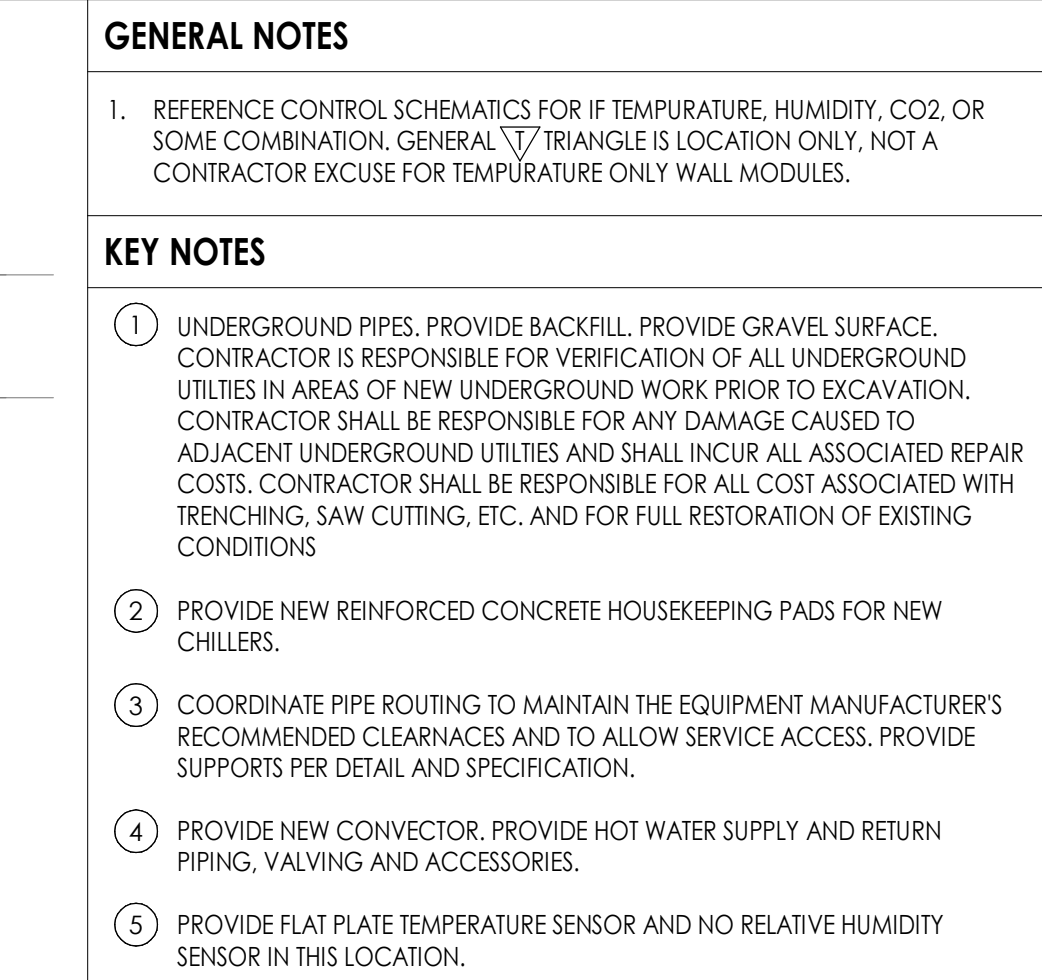 GENERAL NOTES
1. REFERENCE CONTROL SCHEMATICS FOR IF TEMPURATURE, HUMIDITY, CO2, OR
SOME COMBINATION. GENERAL T TRIANGLE IS LOCATION ONLY, NOT A
CONTRACTOR EXCUSE FOR TEMPURATURE ONLY WALL MODULES.
KEY NOTES
1 UNDERGROUND PIPES. PROVIDE BACKFILL. PROVIDE GRAVEL SURFACE.
CONTRACTOR IS RESPONSIBLE FOR VERIFICATION OF ALL UNDERGROUND
UTILTIES IN AREAS OF NEW UNDERGROUND WORK PRIOR TO EXCAVATION.
CONTRACTOR SHALL BE RESPONSIBLE FOR ANY DAMAGE CAUSED TO
ADJACENT UNDERGROUND UTILTIES AND SHALL INCUR ALL ASSOCIATED REPAIR
COSTS. CONTRACTOR SHALL BE RESPONSIBLE FOR ALL COST ASSOCIATED WITH
TRENCHING, SAW CUTTING, ETC. AND FOR FULL RESTORATION OF EXISTING
CONDITIONS
2 PROVIDE NEW REINFORCED CONCRETE HOUSEKEEPING PADS FOR NEW
CHILLERS.
3 COORDINATE PIPE ROUTING TO MAINTAIN THE EQUIPMENT MANUFACTURER'S
RECOMMENDED CLEARNACES AND TO ALLOW SERVICE ACCESS. PROVIDE
SUPPORTS PER DETAIL AND SPECIFICATION.
4 PROVIDE NEW CONVECTOR. PROVIDE HOT WATER SUPPLY AND RETURN
PIPING, VALVING AND ACCESSORIES.
5 PROVIDE FLAT PLATE TEMPERATURE SENSOR AND NO RELATIVE HUMIDITY
SENSOR IN THIS LOCATION.